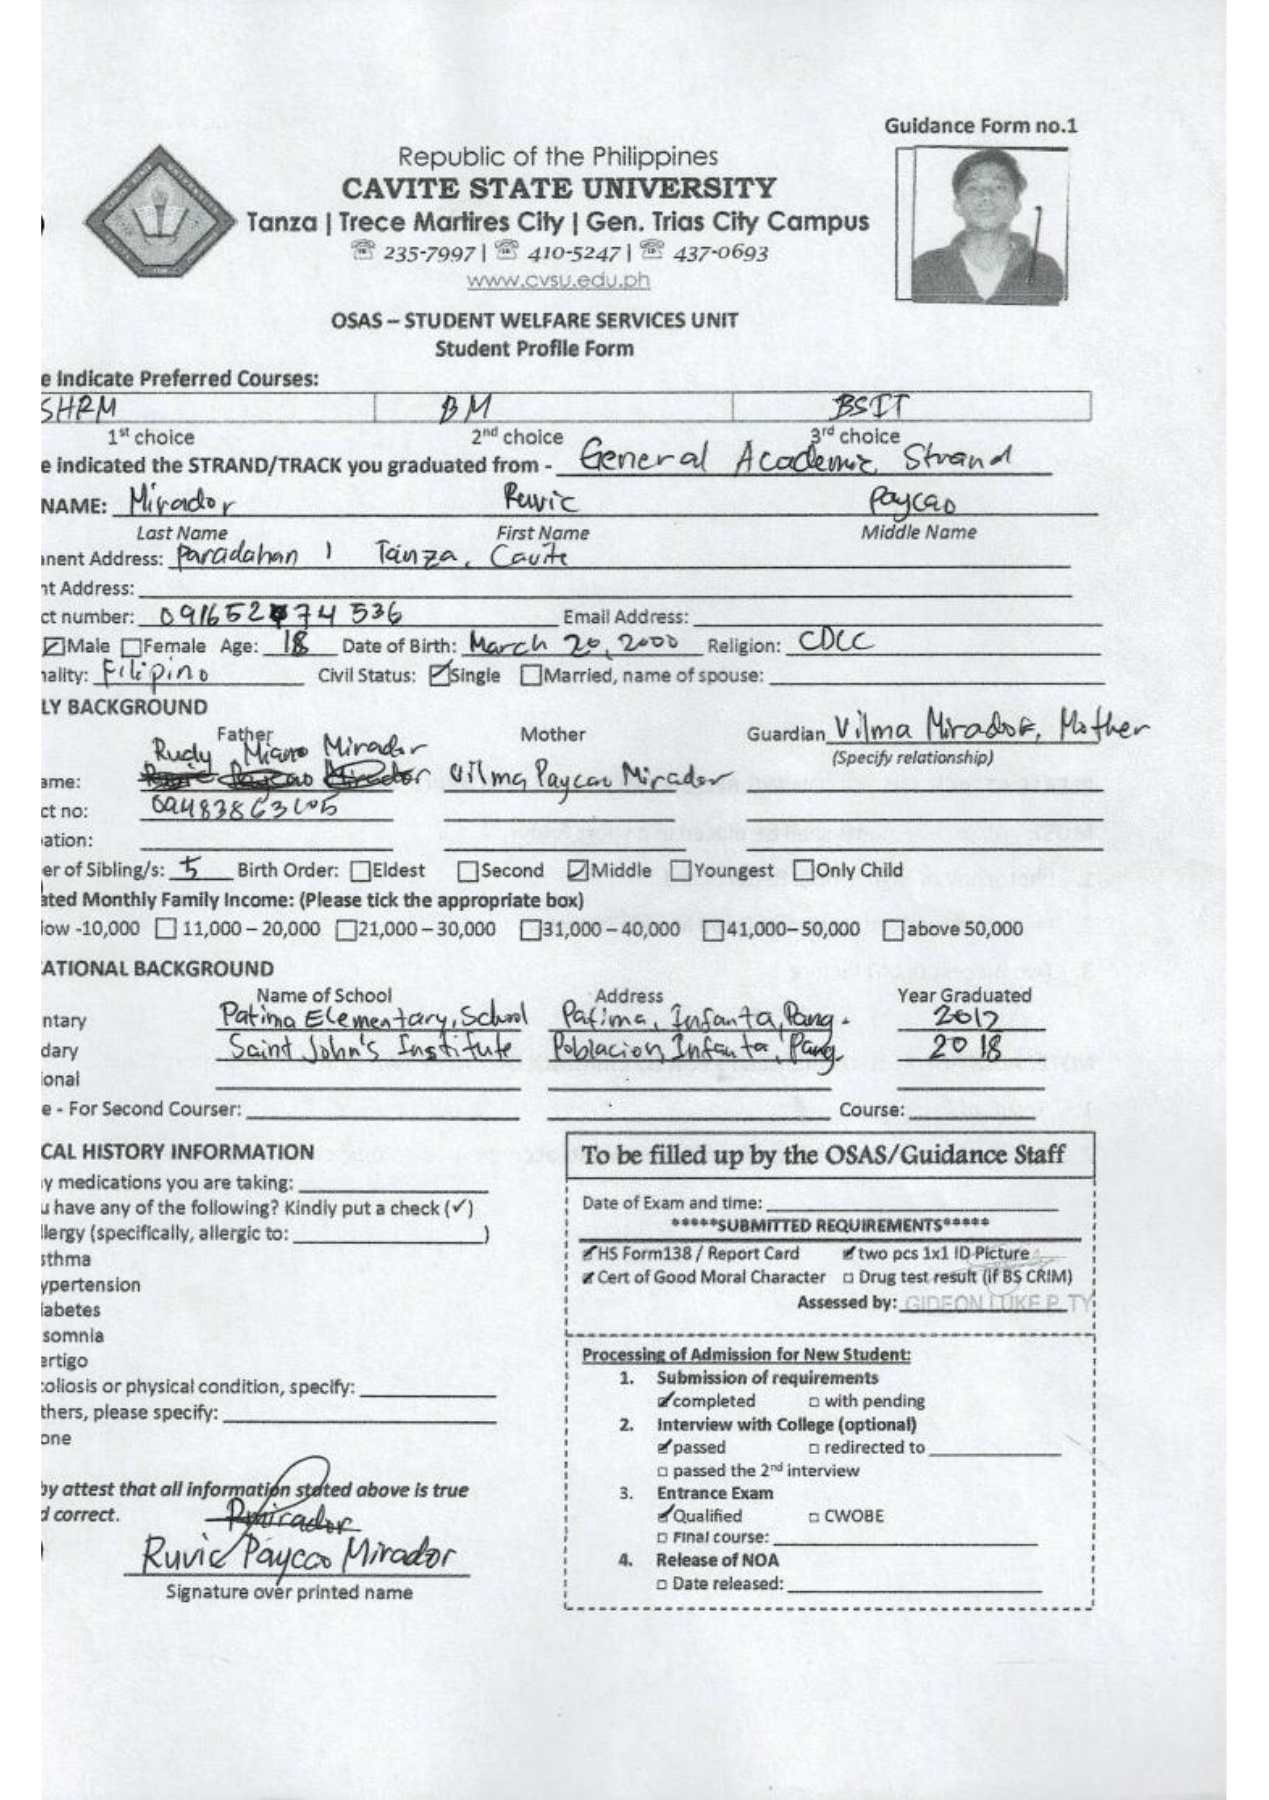 Guidance Form no.1
Republic of the Philippines
CAVITE STATE UNIVERSITY
Tanza | Trece Martires City | Gen. Trias City Campus
☏ 235-7997 | ☏ 410-5247 | ☏ 437-0693
www.cvsu.edu.ph
OSAS – STUDENT WELFARE SERVICES UNIT
Student Profile Form
e Indicate Preferred Courses:
SHRM BM BSIT
1st choice 2nd choice 3rd choice
e indicated the STRAND/TRACK you graduated from - General Academic Strand
NAME: Mirador Ruvic Paycao
Last Name First Name Middle Name
nent Address: Paradahan 1 Tanza, Cavite
nt Address:
ct number: 091652 74 536 Email Address:
☑Male ☐Female Age: 18 Date of Birth: March 20, 2000 Religion: CDCC
nality: Filipino Civil Status: ☑Single ☐Married, name of spouse:
LY BACKGROUND
Father Mother Guardian Vilma Mirador, Mother
(Specify relationship)
Rudy Mirador
ame: Vilma Paycao Mirador
ct no:
ation:
er of Sibling/s: 5 Birth Order: ☐Eldest ☐Second ☑Middle ☐Youngest ☐Only Child
ated Monthly Family Income: (Please tick the appropriate box)
low -10,000 ☐ 11,000 – 20,000 ☐21,000 – 30,000 ☐31,000 – 40,000 ☐41,000– 50,000 ☐above 50,000
ATIONAL BACKGROUND
Name of School Address Year Graduated
ntary Patima Elementary School Patima, Infanta, Pang. 2012
dary Saint John's Institute Poblacion, Infanta, Pang. 2018
ional
e - For Second Courser: Course:
CAL HISTORY INFORMATION
y medications you are taking:
u have any of the following? Kindly put a check (✓)
llergy (specifically, allergic to: )
sthma
ypertension
iabetes
somnia
ertigo
coliosis or physical condition, specify:
thers, please specify:
one
by attest that all information stated above is true
d correct.
Rmirador
Ruvic Paycao Mirador
Signature over printed name
To be filled up by the OSAS/Guidance Staff
Date of Exam and time:
*****SUBMITTED REQUIREMENTS*****
☑HS Form138 / Report Card ☑two pcs 1x1 ID Picture
☑Cert of Good Moral Character ☐ Drug test result (if BS CRIM)
Assessed by: GIDEON LUKE P. TY
Processing of Admission for New Student:
1. Submission of requirements
☑completed ☐ with pending
2. Interview with College (optional)
☑passed ☐ redirected to
☐ passed the 2nd interview
3. Entrance Exam
☑Qualified ☐ CWOBE
☐ Final course:
4. Release of NOA
☐ Date released: